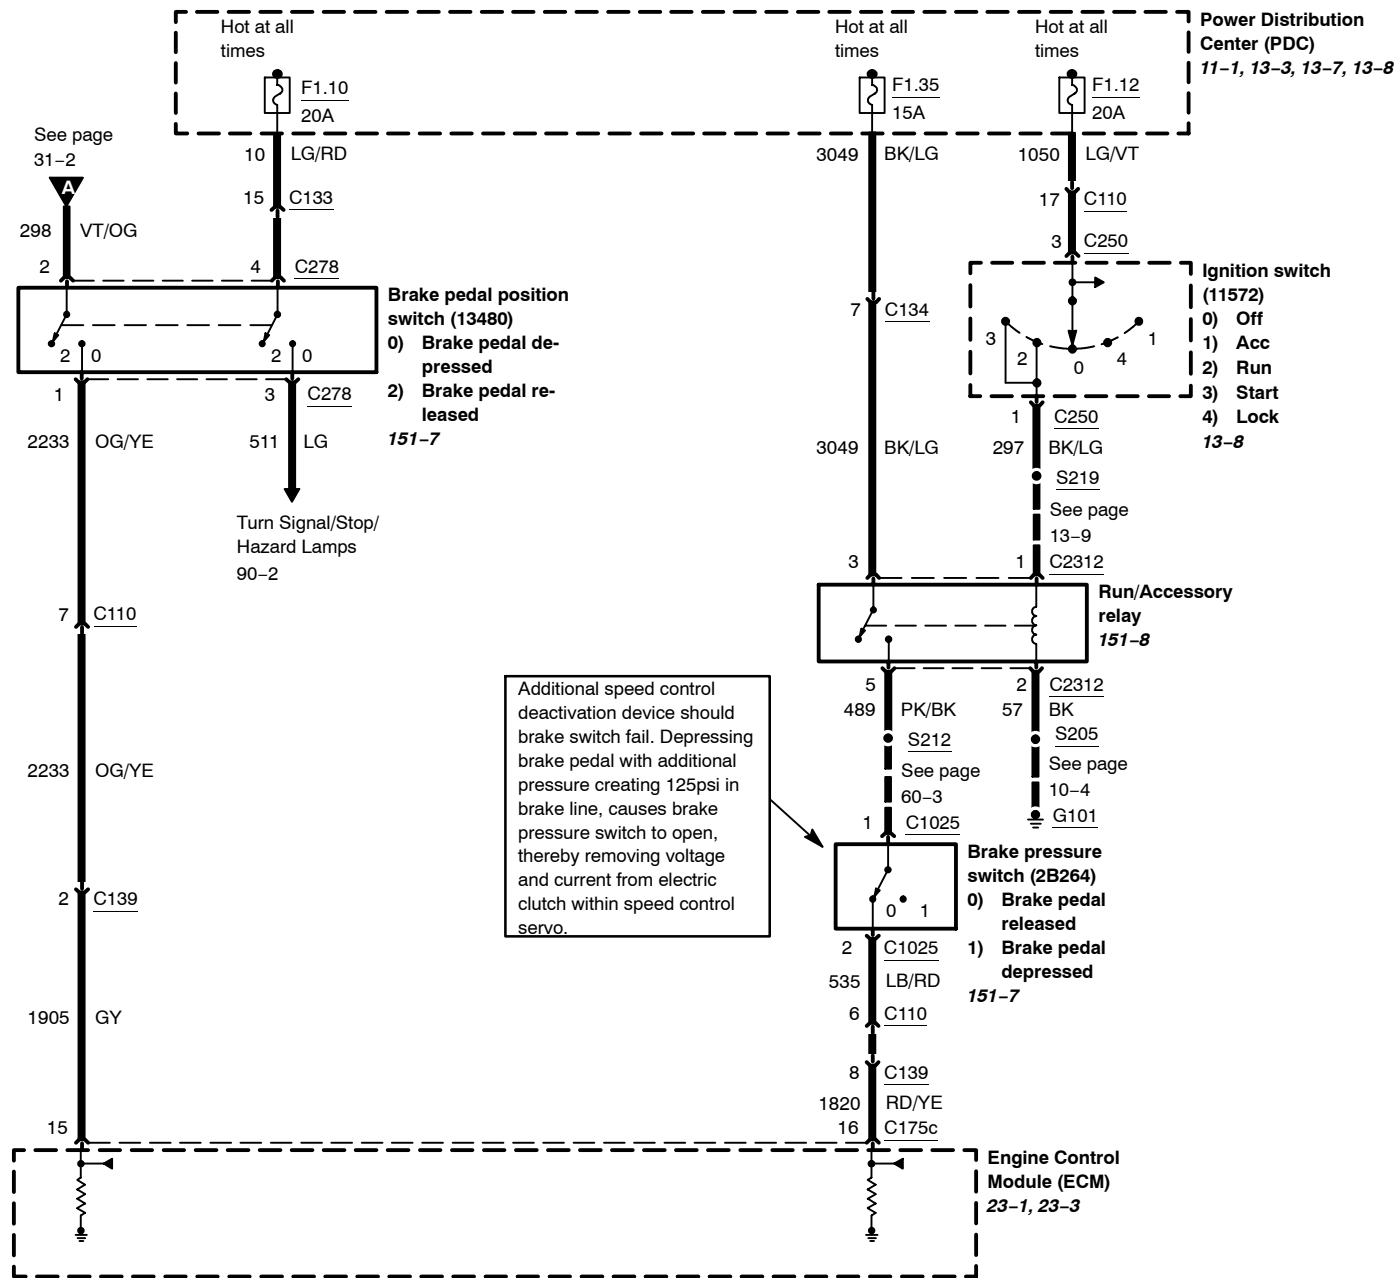 Hot at all
times
Hot at all
times
Hot at all
times
Power Distribution
Center (PDC)
11−1, 13−3, 13−7, 13−8
F1.10
20A
F1.35
15A
F1.12
20A
See page
31−2
A
10 LG/RD
3049 BK/LG
1050 LG/VT
15 C133
17 C110
298 VT/OG
3 C250
2
4 C278
Brake pedal position
switch (13480)
0) Brake pedal de-
pressed
2) Brake pedal re-
leased
151−7
2 0
2 0
7 C134
Ignition switch
(11572)
0) Off
1) Acc
2) Run
3) Start
4) Lock
13−8
3
2
0
4
1
1
3 C278
1 C250
2233 OG/YE
511 LG
3049 BK/LG
297 BK/LG
S219
See page
13−9
Turn Signal/Stop/
Hazard Lamps
90−2
3
1 C2312
Run/Accessory
relay
151−8
7 C110
5
2 C2312
489 PK/BK
57 BK
S212
S205
See page
60−3
See page
10−4
1 C1025
G101
Additional speed control
deactivation device should
brake switch fail. Depressing
brake pedal with additional
pressure creating 125psi in
brake line, causes brake
pressure switch to open,
thereby removing voltage
and current from electric
clutch within speed control
servo.
2233 OG/YE
Brake pressure
switch (2B264)
0) Brake pedal
released
1) Brake pedal
depressed
151−7
0 1
2 C139
2 C1025
535 LB/RD
6 C110
1905 GY
8 C139
1820 RD/YE
15
16 C175c
Engine Control
Module (ECM)
23−1, 23−3